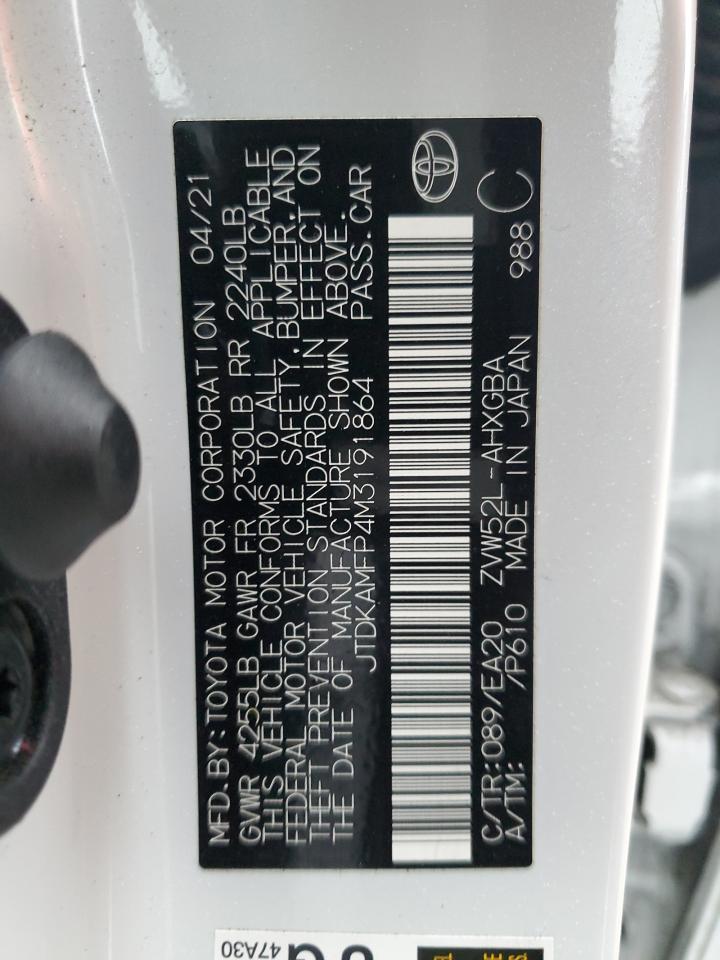 MFD.BY:TOYOTA MOTOR CORPORATION 04/21
GVWR 4255LB GAWR FR 2330LB RR 2240LB
THIS VEHICLE CONFORMS TO ALL APPLICABLE
FEDERAL MOTOR VEHICLE SAFETY,BUMPER,AND
THEFT PREVENTION STANDARDS IN EFFECT ON
THE DATE OF MANUFACTURE SHOWN ABOVE.
JTDKAMFP4M3191864 PASS.CAR
C/TR:089/EA20 ZVW52L-AHXGBA 988
A/TM: /P610 MADE IN JAPAN C
47A30